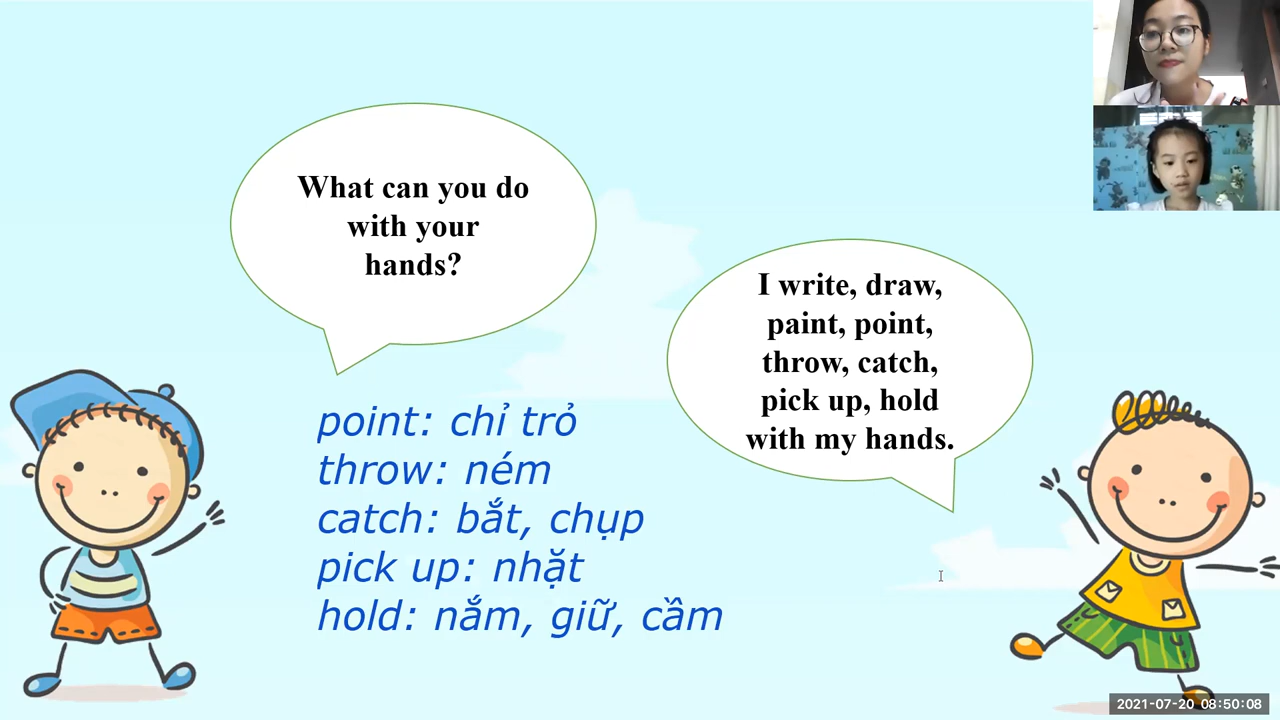 What can you do
with your
hands?
I write, draw,
paint, point,
throw, catch,
pick up, hold
with my hands.
point: chỉ trỏ
throw: ném
catch: bắt, chụp
pick up: nhặt
hold: nắm, giữ, cầm
2021-07-20 08:50:08